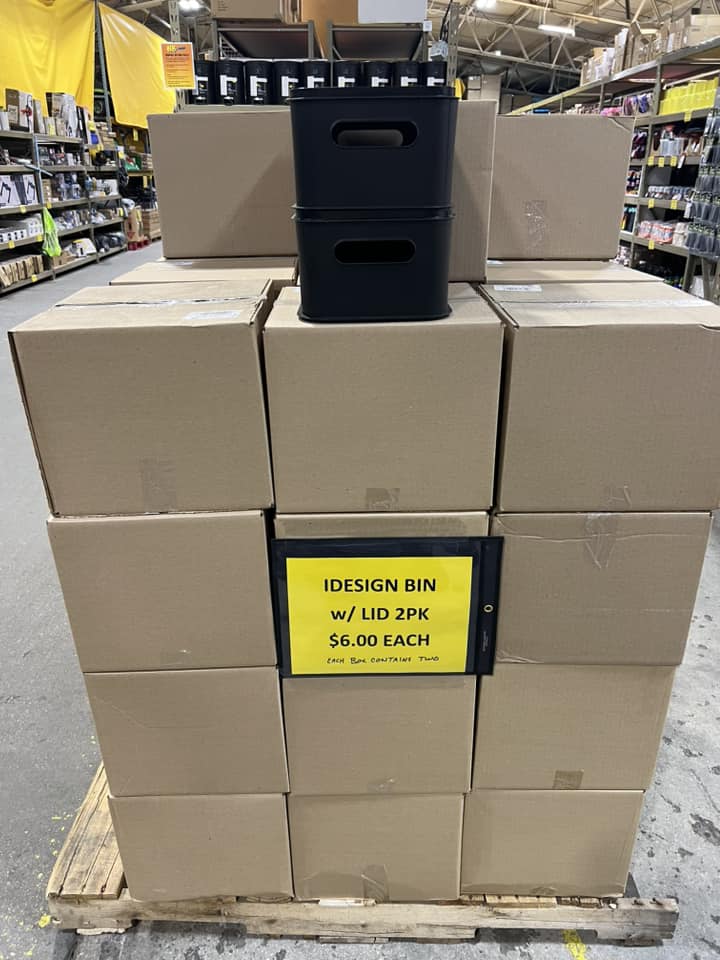 IDESIGN BIN
w/ LID 2PK
$6.00 EACH
EACH BOX CONTAINS TWO